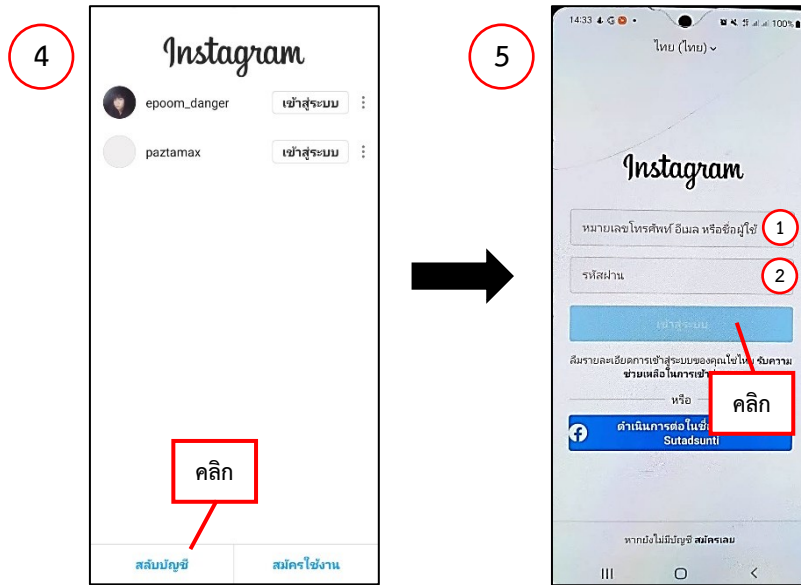 4
Instagram
epoom_danger เข้าสู่ระบบ
paztamax เข้าสู่ระบบ
คลิก
สลับบัญชี สมัครใช้งาน
5
14:33 100%
ไทย (ไทย)
Instagram
หมายเลขโทรศัพท์ อีเมล หรือชื่อผู้ใช้ 1
รหัสผ่าน 2
เข้าสู่ระบบ
ลืมรายละเอียดการเข้าสู่ระบบของคุณใช่ไหม รับความ
ช่วยเหลือในการเข้า
หรือ
คลิก
ดำเนินการต่อในชื่อ
Sutadsunti
หากยังไม่มีบัญชี สมัครเลย